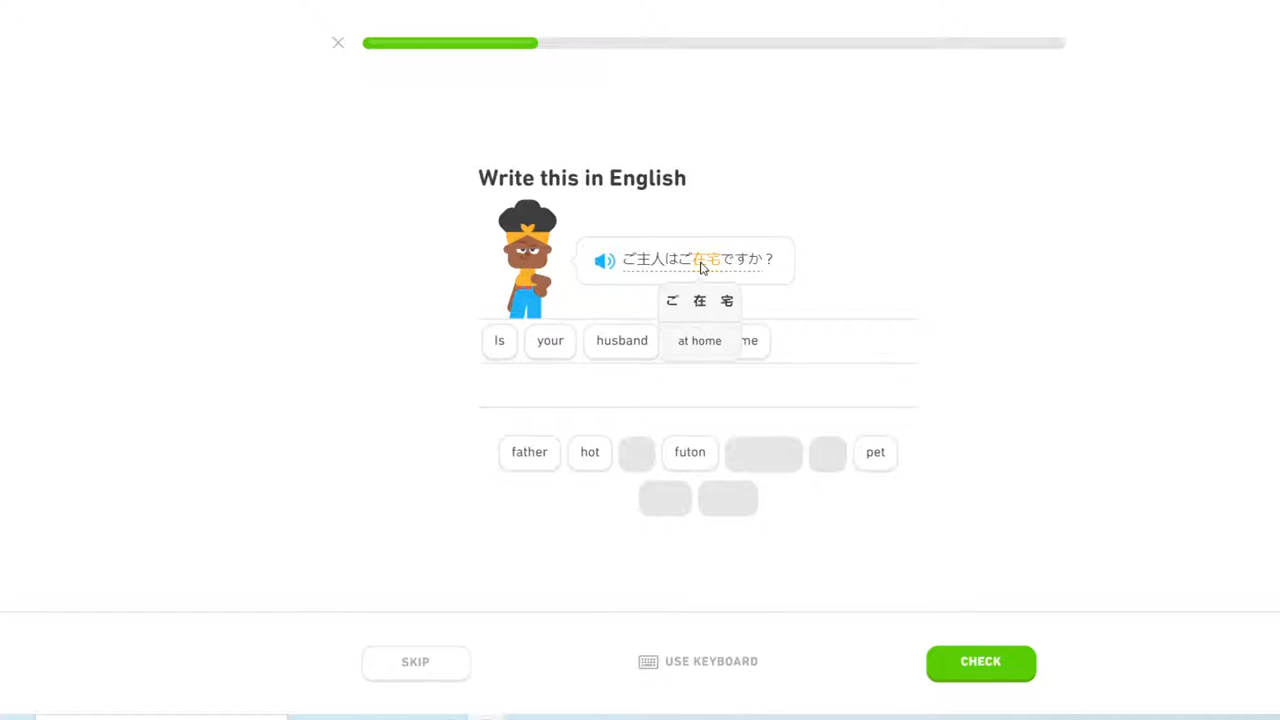 Write this in English
ご主人はご在宅ですか？
ご 在 宅
Is your husband at home me
father hot futon pet
SKIP USE KEYBOARD CHECK